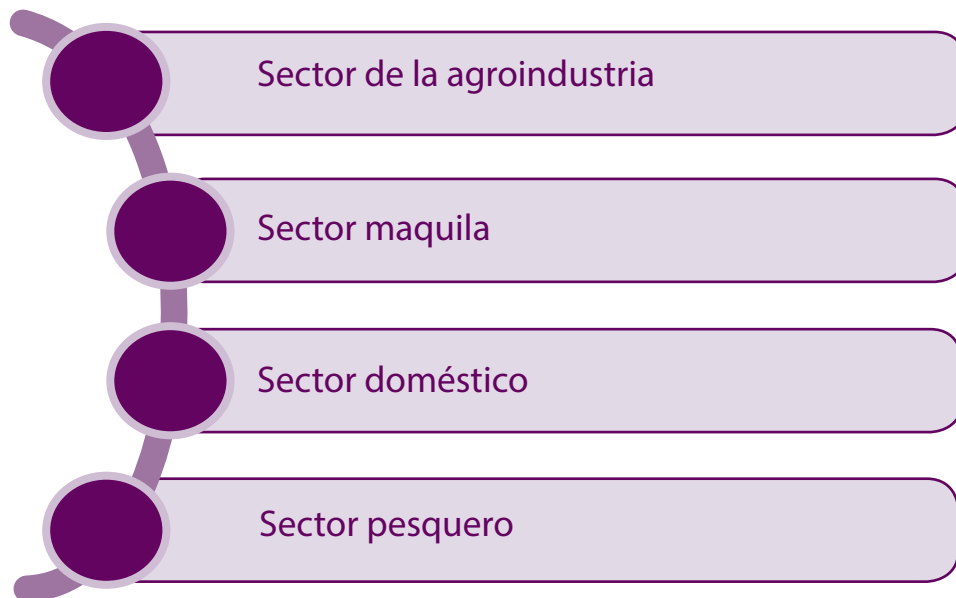 Sector de la agroindustria
Sector maquila
Sector doméstico
Sector pesquero